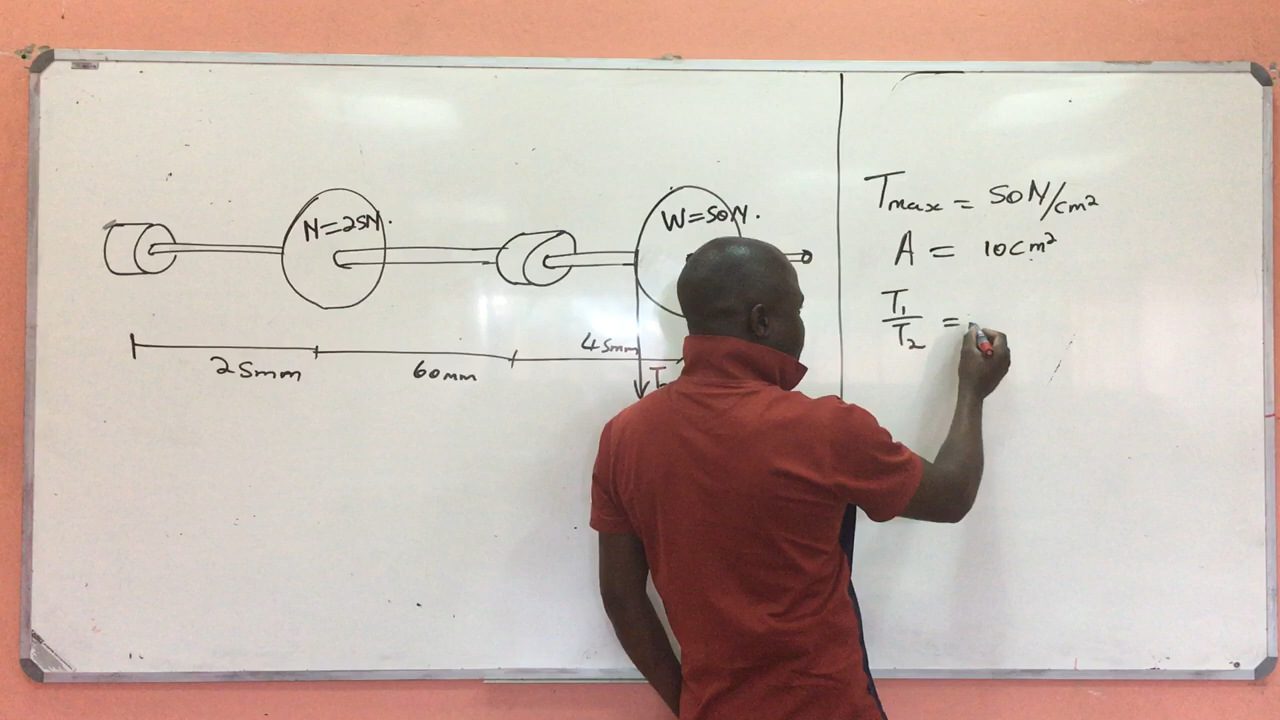 N=25N.
W=50N.
25mm
60mm
45mm
T
Tmax = 50N/cm²
A = 10cm²
T₁
T₂ =